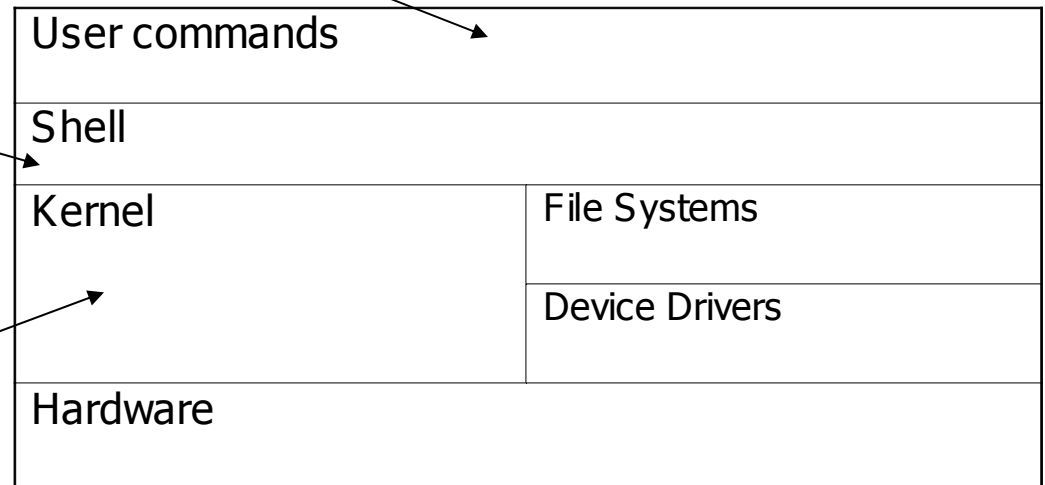 User commands
Shell
Kernel
File Systems
Device Drivers
Hardware